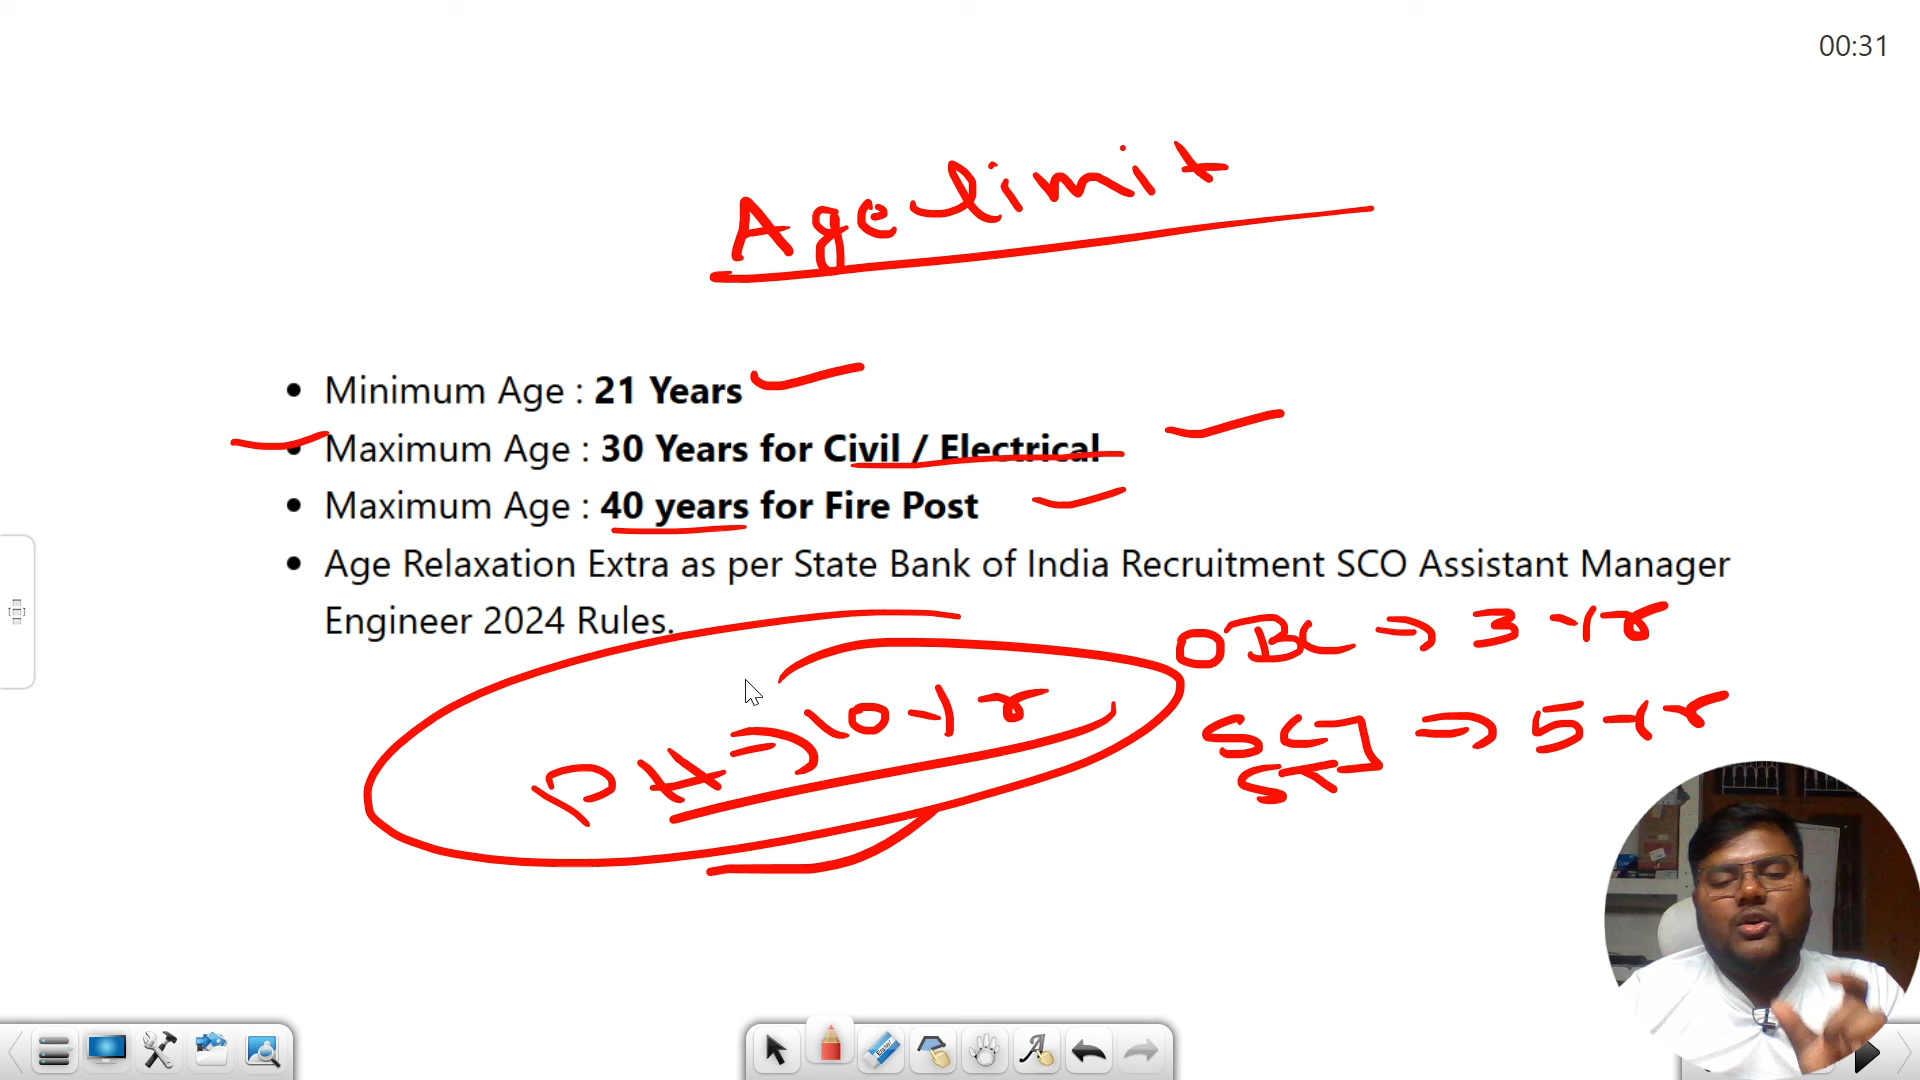 00:31
Age limit
Minimum Age : 21 Years
Maximum Age : 30 Years for Civil / Electrical
Maximum Age : 40 years for Fire Post
Age Relaxation Extra as per State Bank of India Recruitment SCO Assistant Manager
Engineer 2024 Rules.
OBC ⇒ 3 Yr
PH ⇒ 10 Yr
SC] ⇒ 5 Yr
ST
Eraser
A